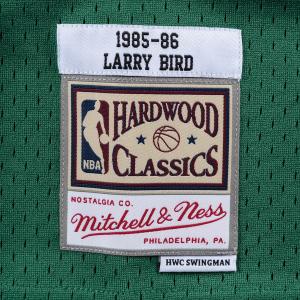 1985-86
LARRY BIRD
HARDWOOD
NBA
CLASSICS
NOSTALGIA CO.
Mitchell & Ness
PHILADELPHIA, PA.
HWC SWINGMAN